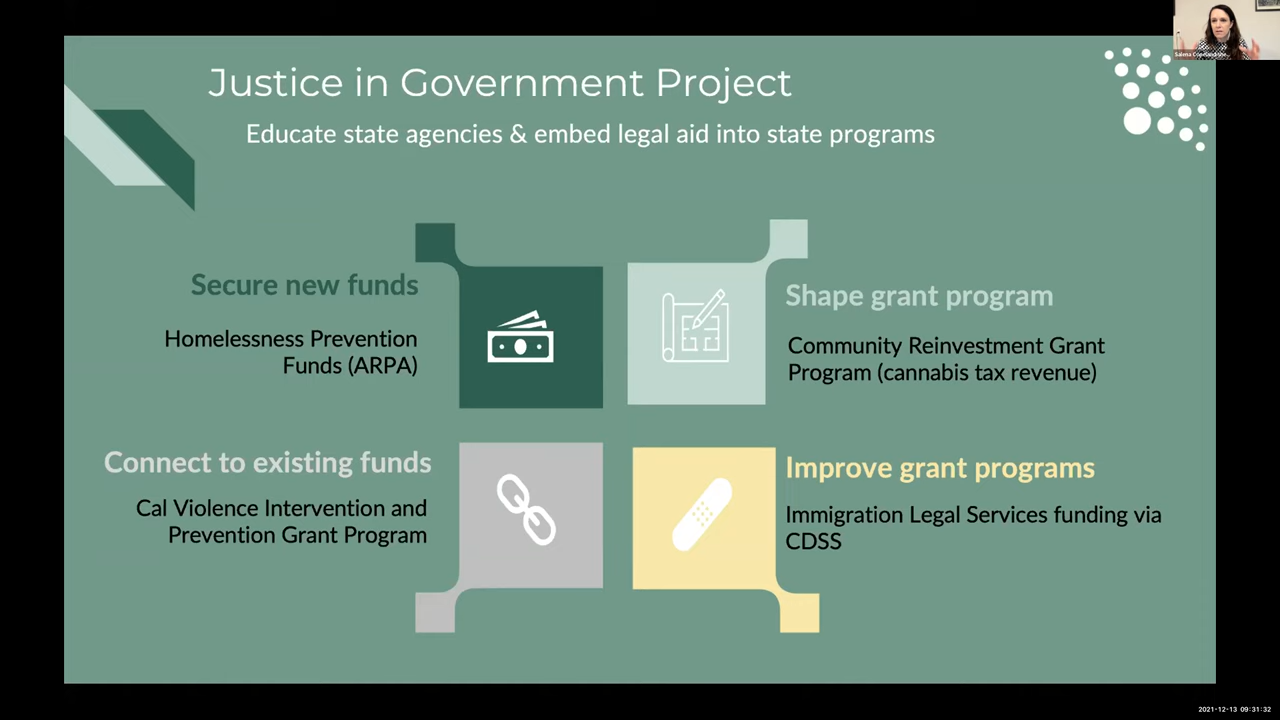 Justice in Government Project
Educate state agencies & embed legal aid into state programs
Secure new funds
Homelessness Prevention
Funds (ARPA)
Shape grant program
Community Reinvestment Grant
Program (cannabis tax revenue)
Connect to existing funds
Cal Violence Intervention and
Prevention Grant Program
Improve grant programs
Immigration Legal Services funding via
CDSS
2021-12-13 09:31:32